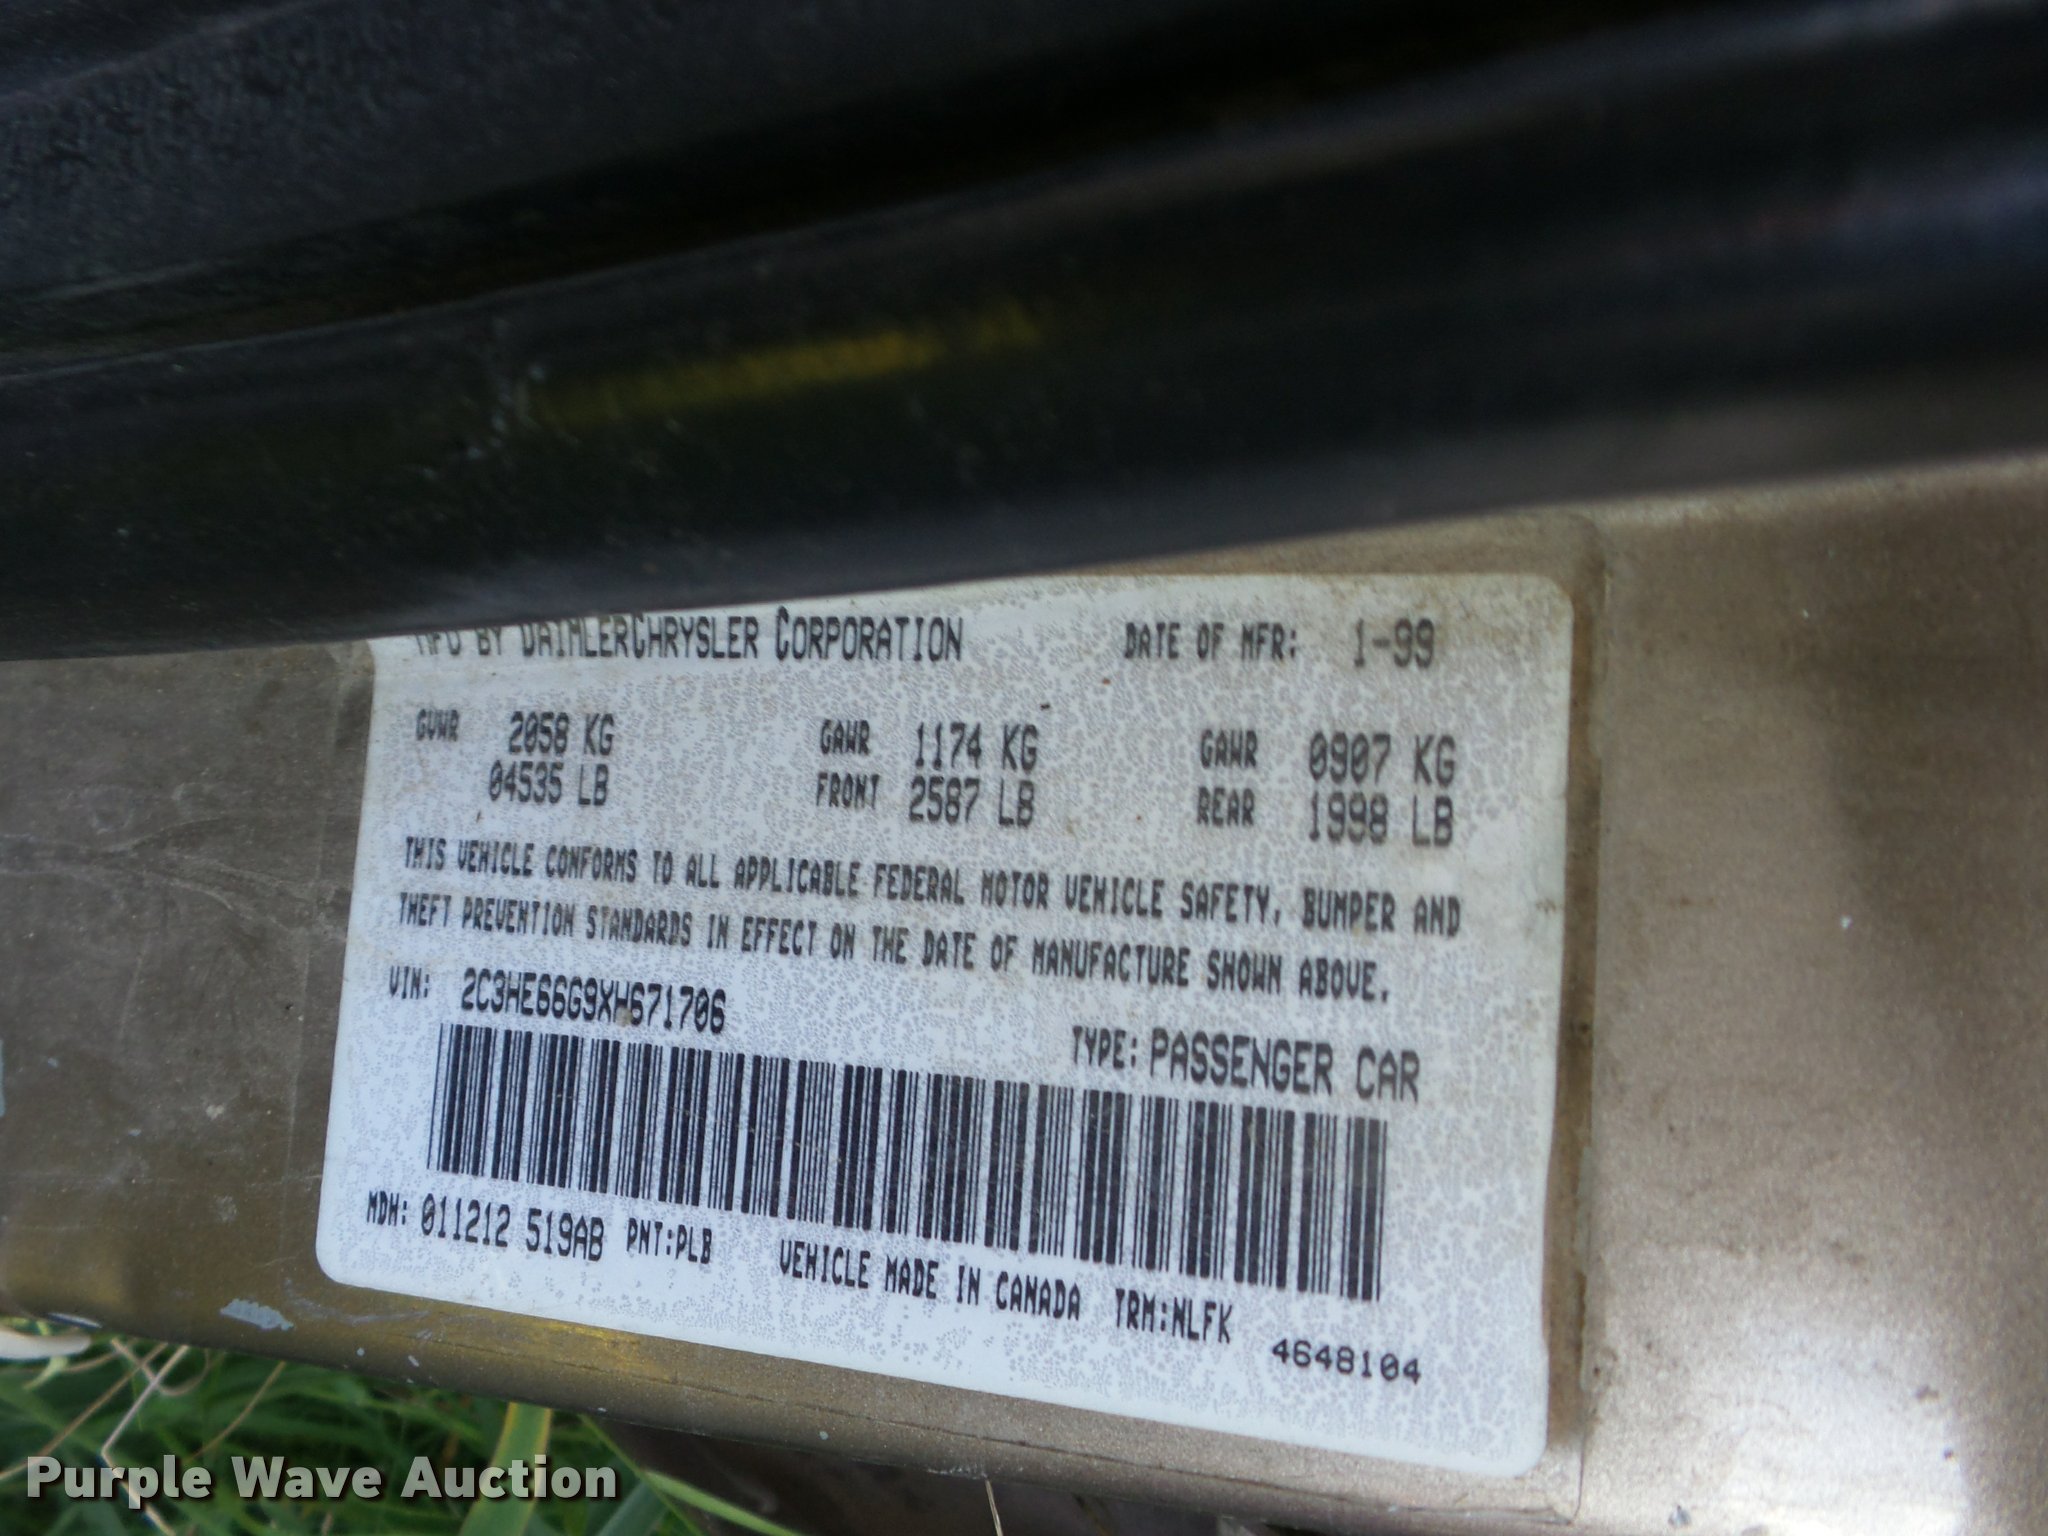 MFD BY DAIMLERCHRYSLER CORPORATION DATE OF MFR: 1-99
GVWR 2058 KG GAWR 1174 KG GAWR 0907 KG
04535 LB FRONT 2587 LB REAR 1998 LB
THIS VEHICLE CONFORMS TO ALL APPLICABLE FEDERAL MOTOR VEHICLE SAFETY, BUMPER AND
THEFT PREVENTION STANDARDS IN EFFECT ON THE DATE OF MANUFACTURE SHOWN ABOVE.
VIN: 2C3HE66G9XH671706
TYPE: PASSENGER CAR
MDH: 011212 519AB PNT:PLB VEHICLE MADE IN CANADA TRM:NLFK
4648104
Purple Wave Auction